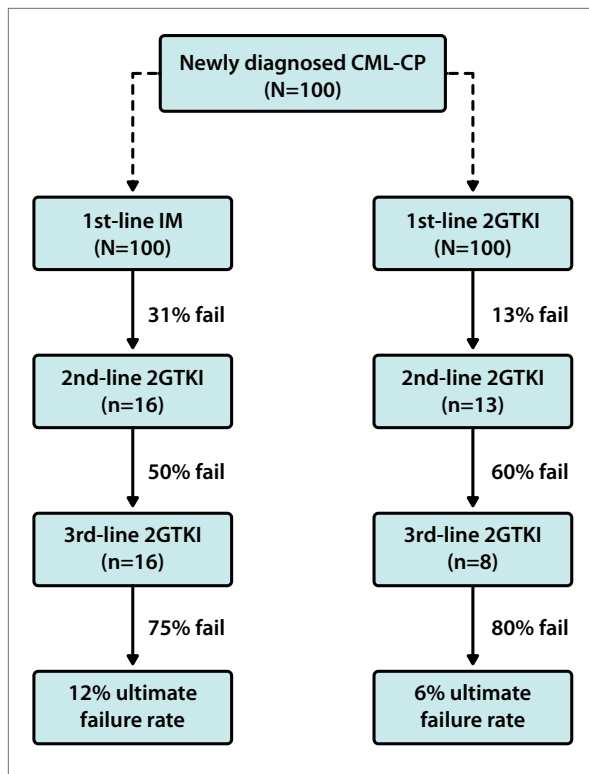 Newly diagnosed CML-CP
(N=100)
1st-line IM
(N=100)
31% fail
2nd-line 2GTKI
(n=16)
50% fail
3rd-line 2GTKI
(n=16)
75% fail
12% ultimate
failure rate
1st-line 2GTKI
(N=100)
13% fail
2nd-line 2GTKI
(n=13)
60% fail
3rd-line 2GTKI
(n=8)
80% fail
6% ultimate
failure rate